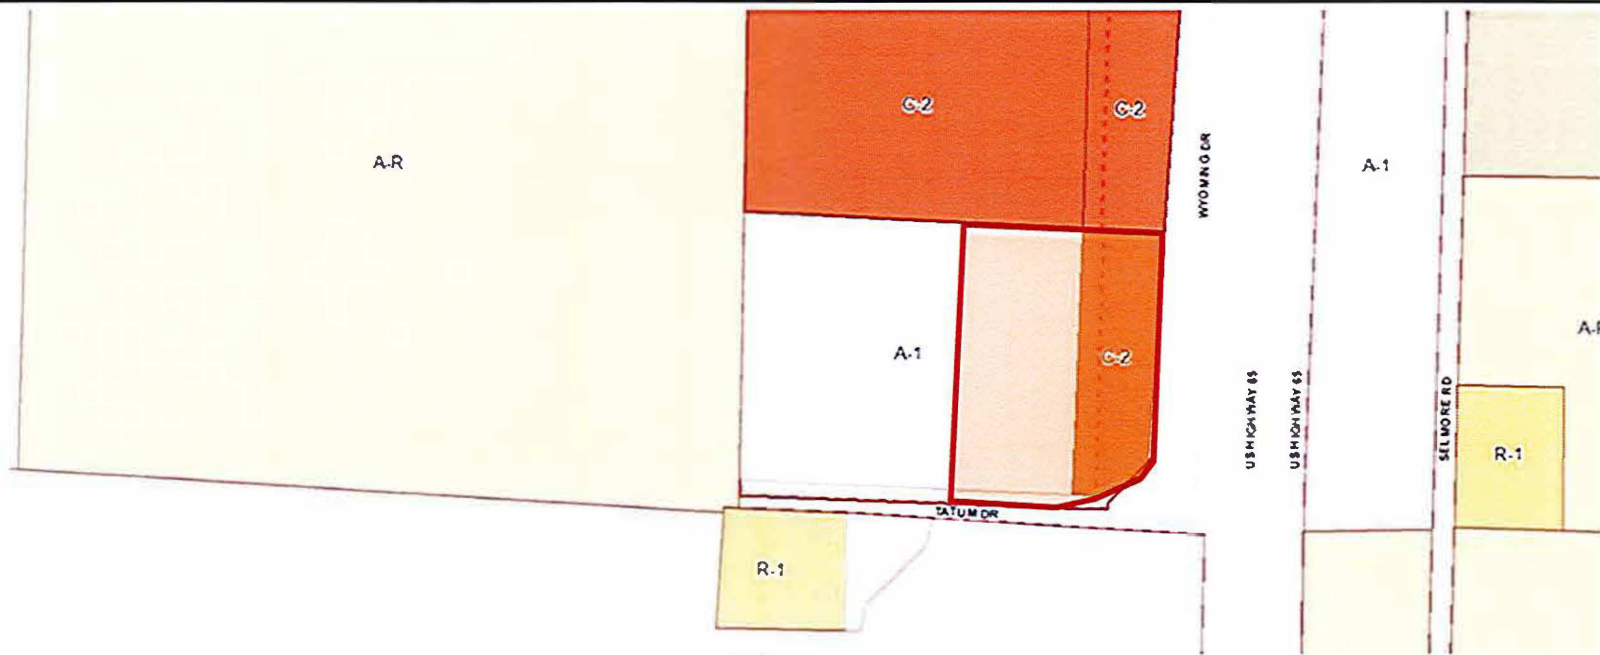 C-2
C-2
A-R
WYOMING DR
A-1
A-1
C-2
US HIGHWAY 65
US HIGHWAY 65
SELMORE RD
R-1
TATUM DR
R-1